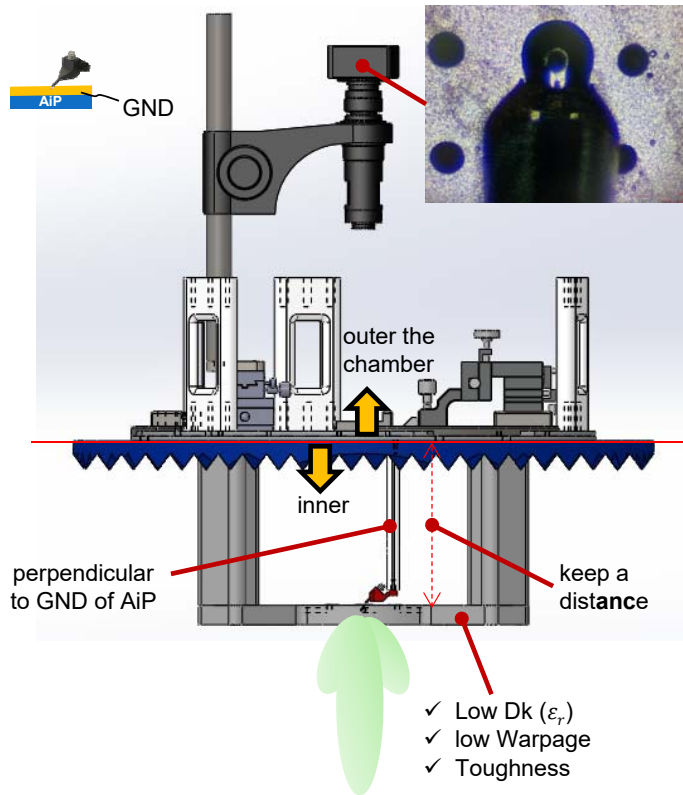 AiP
GND
outer the
chamber
inner
perpendicular
to GND of AiP
keep a
distance
✓ Low Dk (εᵣ)
✓ low Warpage
✓ Toughness